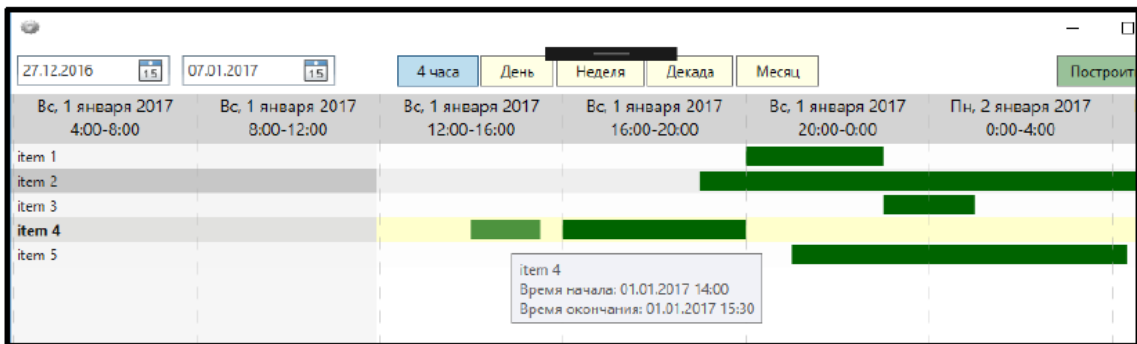 27.12.2016 15 07.01.2017 15 4 часа День Неделя Декада Месяц Построит
Вс, 1 января 2017 Вс, 1 января 2017 Вс, 1 января 2017 Вс, 1 января 2017 Вс, 1 января 2017 Пн, 2 января 2017
4:00-8:00 8:00-12:00 12:00-16:00 16:00-20:00 20:00-0:00 0:00-4:00
item 1
item 2
item 3
item 4
item 5
item 4
Время начала: 01.01.2017 14:00
Время окончания: 01.01.2017 15:30